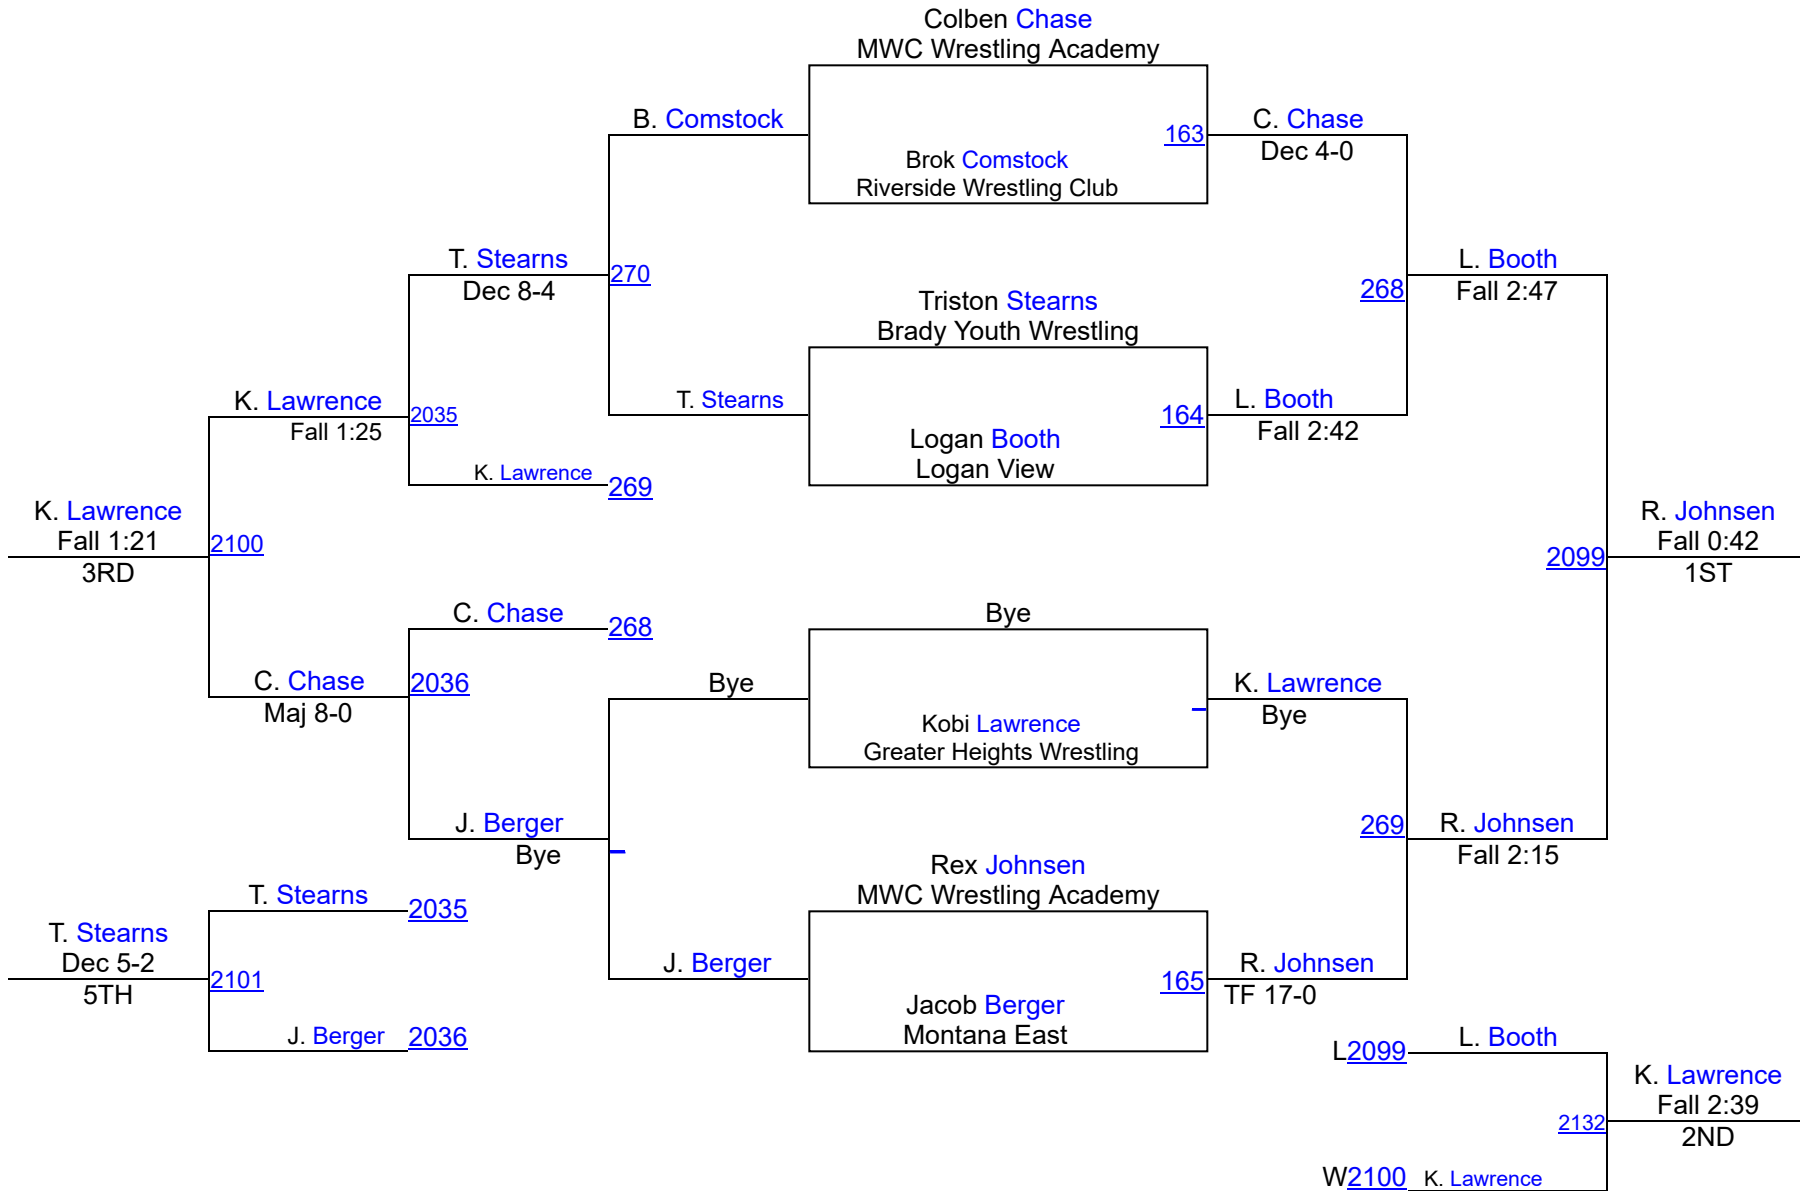 Colben Chase
MWC Wrestling Academy
B. Comstock
163
C. Chase
Dec 4-0
Brok Comstock
Riverside Wrestling Club
T. Stearns
Dec 8-4
270
L. Booth
Fall 2:47
268
Triston Stearns
Brady Youth Wrestling
K. Lawrence
Fall 1:25
2035
T. Stearns
164
L. Booth
Fall 2:42
Logan Booth
Logan View
K. Lawrence
269
K. Lawrence
Fall 1:21
3RD
2100
R. Johnsen
Fall 0:42
1ST
2099
C. Chase
268
Bye
C. Chase
Maj 8-0
2036
Bye
K. Lawrence
Bye
Kobi Lawrence
Greater Heights Wrestling
J. Berger
Bye
269
R. Johnsen
Fall 2:15
Rex Johnsen
MWC Wrestling Academy
T. Stearns
2035
T. Stearns
Dec 5-2
5TH
2101
J. Berger
165
R. Johnsen
TF 17-0
Jacob Berger
Montana East
J. Berger
2036
L2099
L. Booth
K. Lawrence
Fall 2:39
2ND
2132
W2100
K. Lawrence